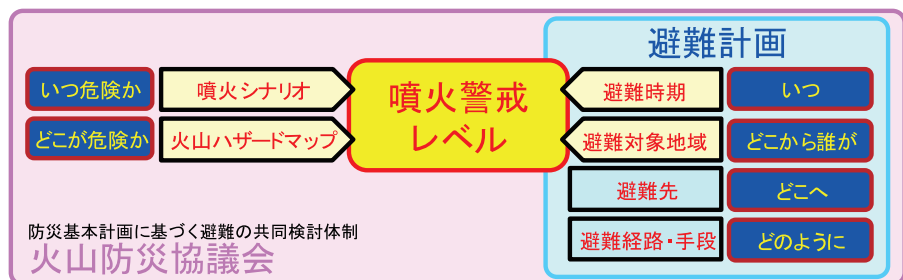 避難計画
いつ危険か
噴火シナリオ
噴火警戒
レベル
避難時期
いつ
どこが危険か
火山ハザードマップ
避難対象地域
どこから誰が
避難先
どこへ
避難経路・手段
どのように
防災基本計画に基づく避難の共同検討体制
火山防災協議会